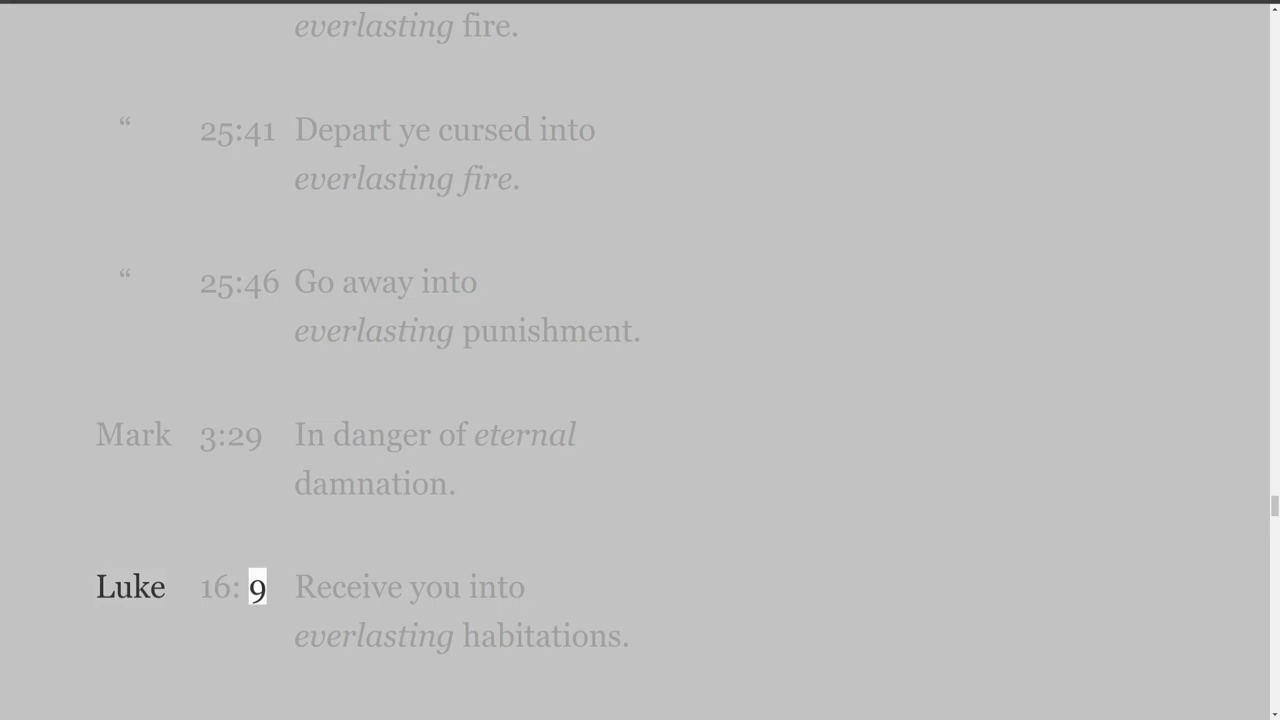 everlasting fire.
“ 25:41 Depart ye cursed into
everlasting fire.
“ 25:46 Go away into
everlasting punishment.
Mark 3:29 In danger of eternal
damnation.
Luke 16: 9 Receive you into
everlasting habitations.